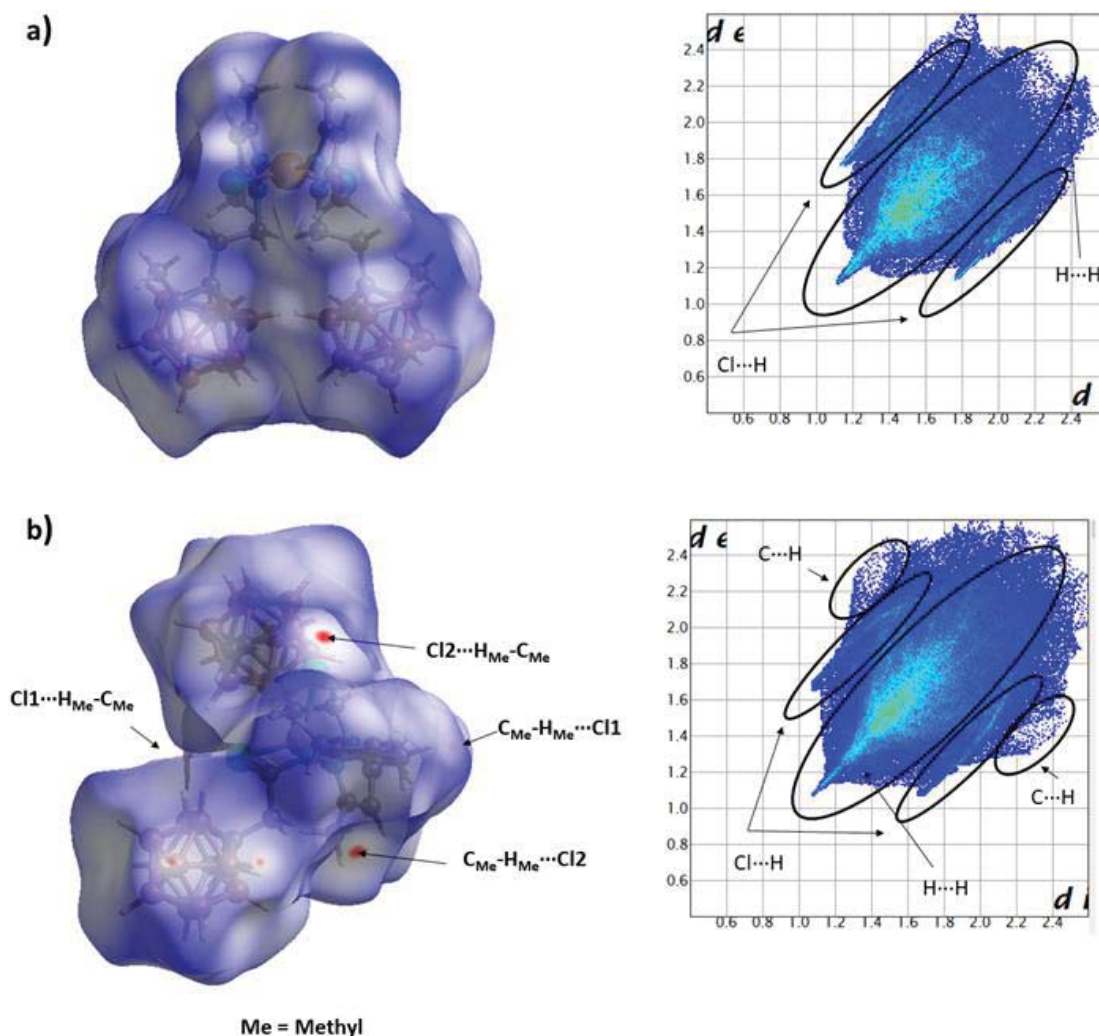 a)
d e
2.4
2.2
2.0
1.8
1.6
1.4
1.2
1.0
0.8
0.6
H···H
Cl···H
d
0.6 0.8 1.0 1.2 1.4 1.6 1.8 2.0 2.2 2.4
b)
Cl2···HMe-CMe
Cl1···HMe-CMe
CMe-HMe···Cl1
CMe-HMe···Cl2
Me = Methyl
d e
C···H
2.4
2.2
2.0
1.8
1.6
1.4
1.2
1.0
0.8
0.6
C···H
Cl···H
H···H
d i
0.6 0.8 1.0 1.2 1.4 1.6 1.8 2.0 2.2 2.4